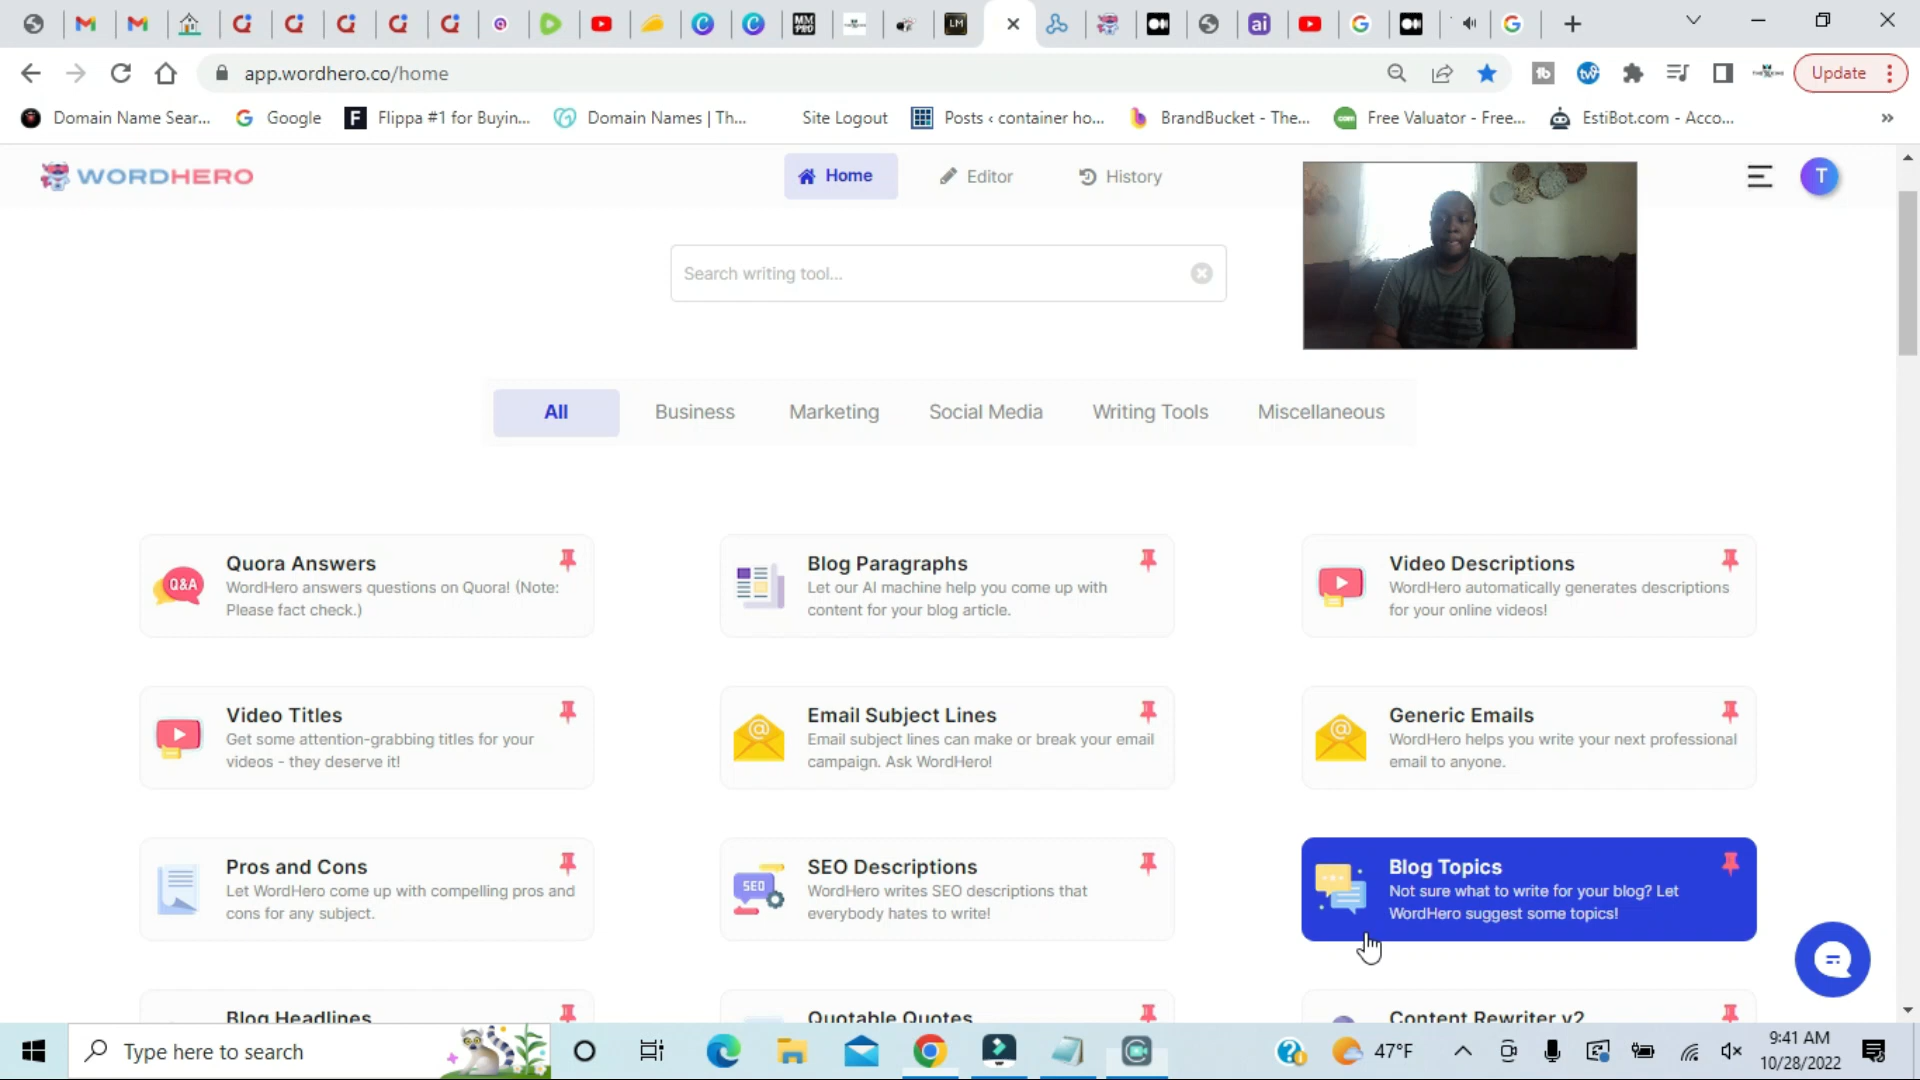 app.wordhero.co/home
Update
Domain Name Sear...
Google
Flippa #1 for Buyin...
Domain Names | Th...
Site Logout
Posts ‹ container ho...
BrandBucket - The...
Free Valuator - Free...
EstiBot.com - Acco...
»
WORDHERO
Home
Editor
History
T
Search writing tool...
All
Business
Marketing
Social Media
Writing Tools
Miscellaneous
Q&A
Quora Answers
WordHero answers questions on Quora! (Note:
Please fact check.)
Blog Paragraphs
Let our AI machine help you come up with
content for your blog article.
Video Descriptions
WordHero automatically generates descriptions
for your online videos!
Video Titles
Get some attention-grabbing titles for your
videos - they deserve it!
Email Subject Lines
Email subject lines can make or break your email
campaign. Ask WordHero!
Generic Emails
WordHero helps you write your next professional
email to anyone.
Pros and Cons
Let WordHero come up with compelling pros and
cons for any subject.
SEO
SEO Descriptions
WordHero writes SEO descriptions that
everybody hates to write!
Blog Topics
Not sure what to write for your blog? Let
WordHero suggest some topics!
Blog Headlines
Quotable Quotes
Content Rewriter v2
Type here to search
47°F
9:41 AM
10/28/2022